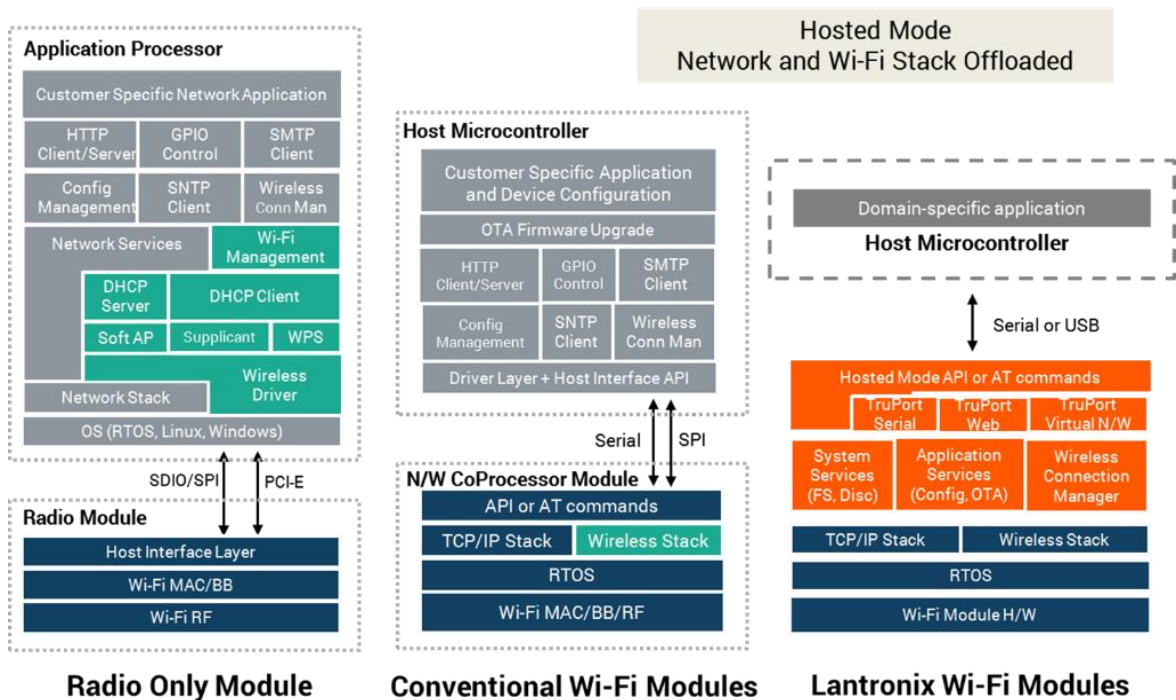 Hosted Mode
Network and Wi-Fi Stack Offloaded
Application Processor
Customer Specific Network Application
HTTP
Client/Server
GPIO
Control
SMTP
Client
Config
Management
SNTP
Client
Wireless
Conn Man
Network Services
Wi-Fi
Management
DHCP
Server
DHCP Client
Soft AP
Supplicant
WPS
Wireless
Driver
Network Stack
OS (RTOS, Linux, Windows)
SDIO/SPI
PCI-E
Radio Module
Host Interface Layer
Wi-Fi MAC/BB
Wi-Fi RF
Radio Only Module
Host Microcontroller
Customer Specific Application
and Device Configuration
OTA Firmware Upgrade
HTTP
Client/Server
GPIO
Control
SMTP
Client
Config
Management
SNTP
Client
Wireless
Conn Man
Driver Layer + Host Interface API
Serial
SPI
N/W CoProcessor Module
API or AT commands
TCP/IP Stack
Wireless Stack
RTOS
Wi-Fi MAC/BB/RF
Conventional Wi-Fi Modules
Domain-specific application
Host Microcontroller
Serial or USB
Hosted Mode API or AT commands
TruPort
Serial
TruPort
Web
TruPort
Virtual N/W
System
Services
(FS, Disc)
Application
Services
(Config, OTA)
Wireless
Connection
Manager
TCP/IP Stack
Wireless Stack
RTOS
Wi-Fi Module H/W
Lantronix Wi-Fi Modules